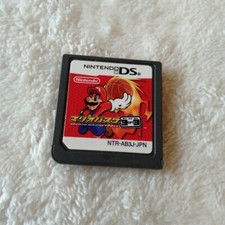 NINTENDO DS
Nintendo
マリオバスケ
3on3
NTR-AB3J-JPN